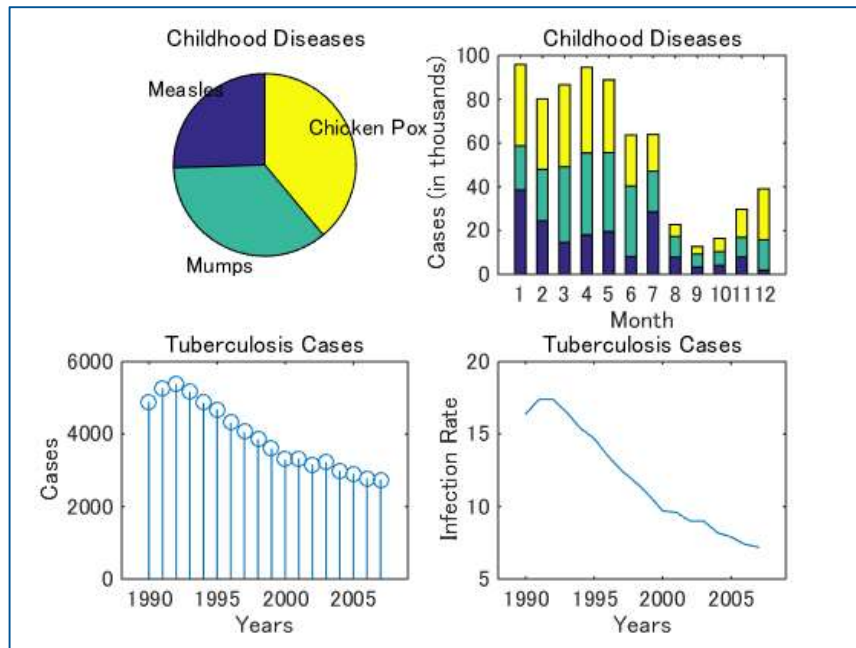 Childhood Diseases
Measles
Chicken Pox
Mumps
Childhood Diseases
Cases (in thousands)
100
80
60
40
20
0
1 2 3 4 5 6 7 8 9 10 11 12
Month
Tuberculosis Cases
Cases
6000
4000
2000
0
1990 1995 2000 2005
Years
Tuberculosis Cases
Infection Rate
20
15
10
5
1990 1995 2000 2005
Years